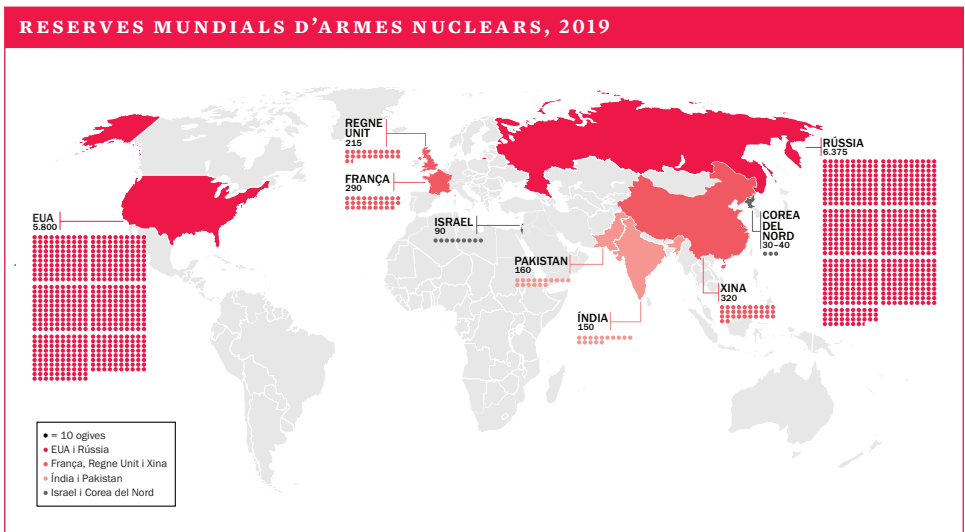 RESERVES MUNDIALS D'ARMES NUCLEARS, 2019
REGNE
UNIT
215
FRANÇA
290
RÚSSIA
6.375
EUA
5.800
ISRAEL
90
COREA
DEL
NORD
30–40
PAKISTAN
160
XINA
320
ÍNDIA
150
= 10 ogives
EUA i Rússia
França, Regne Unit i Xina
Índia i Pakistan
Israel i Corea del Nord